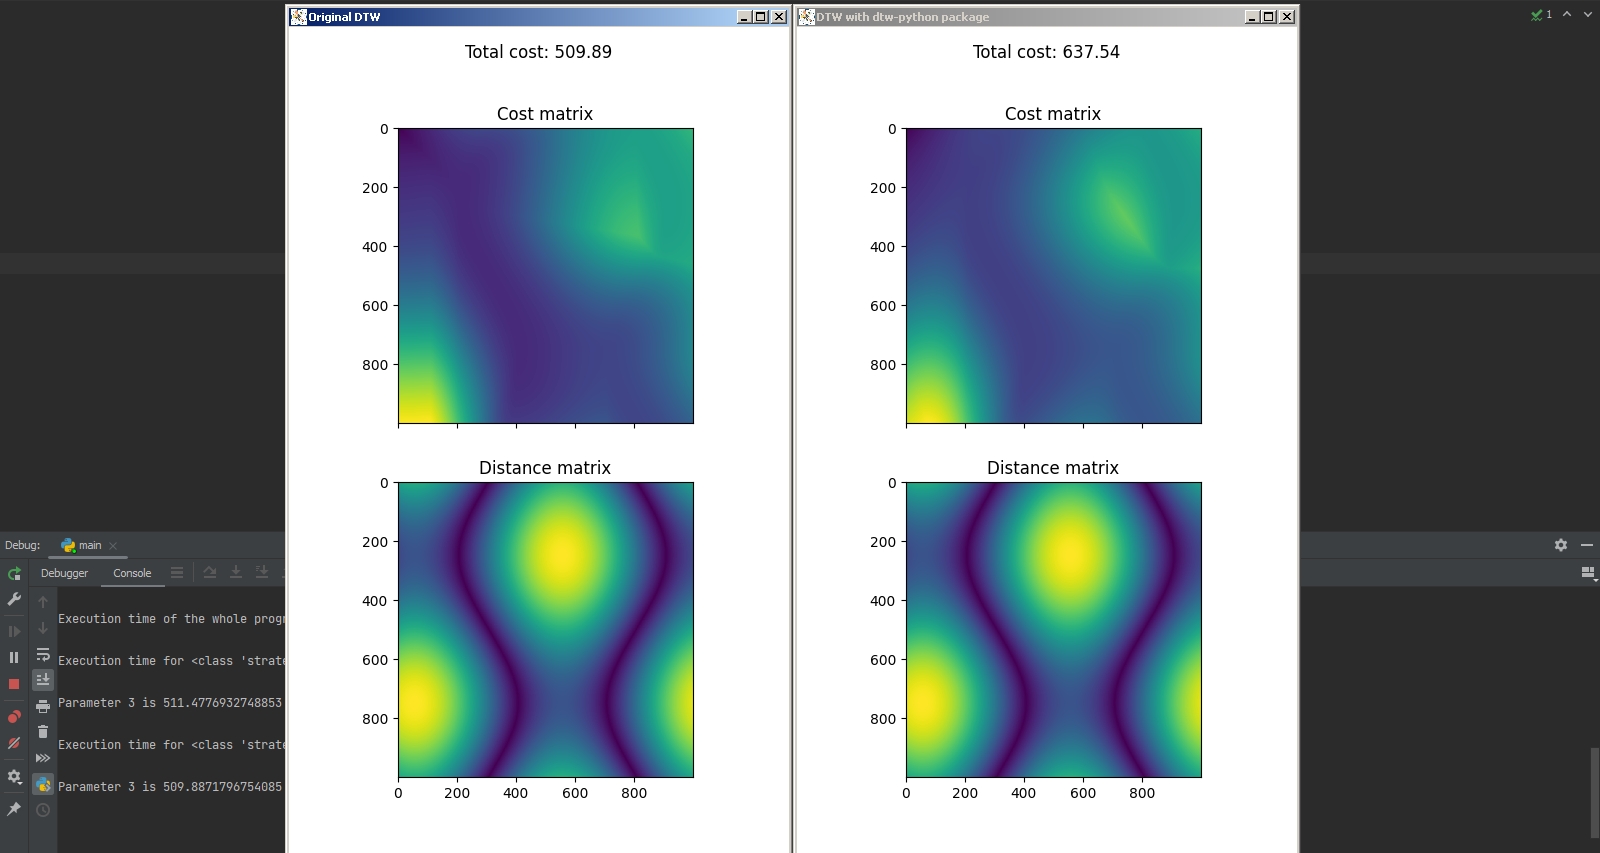 Original DTW
Total cost: 509.89
Cost matrix
0
200
400
600
800
Distance matrix
0
200
400
600
800
0 200 400 600 800
DTW with dtw-python package
Total cost: 637.54
Cost matrix
0
200
400
600
800
Distance matrix
0
200
400
600
800
0 200 400 600 800
1
Debug: main
Debugger Console
Execution time of the whole progr
Execution time for <class 'strate
Parameter 3 is 511.4776932748853
Execution time for <class 'strate
Parameter 3 is 509.8871796754085